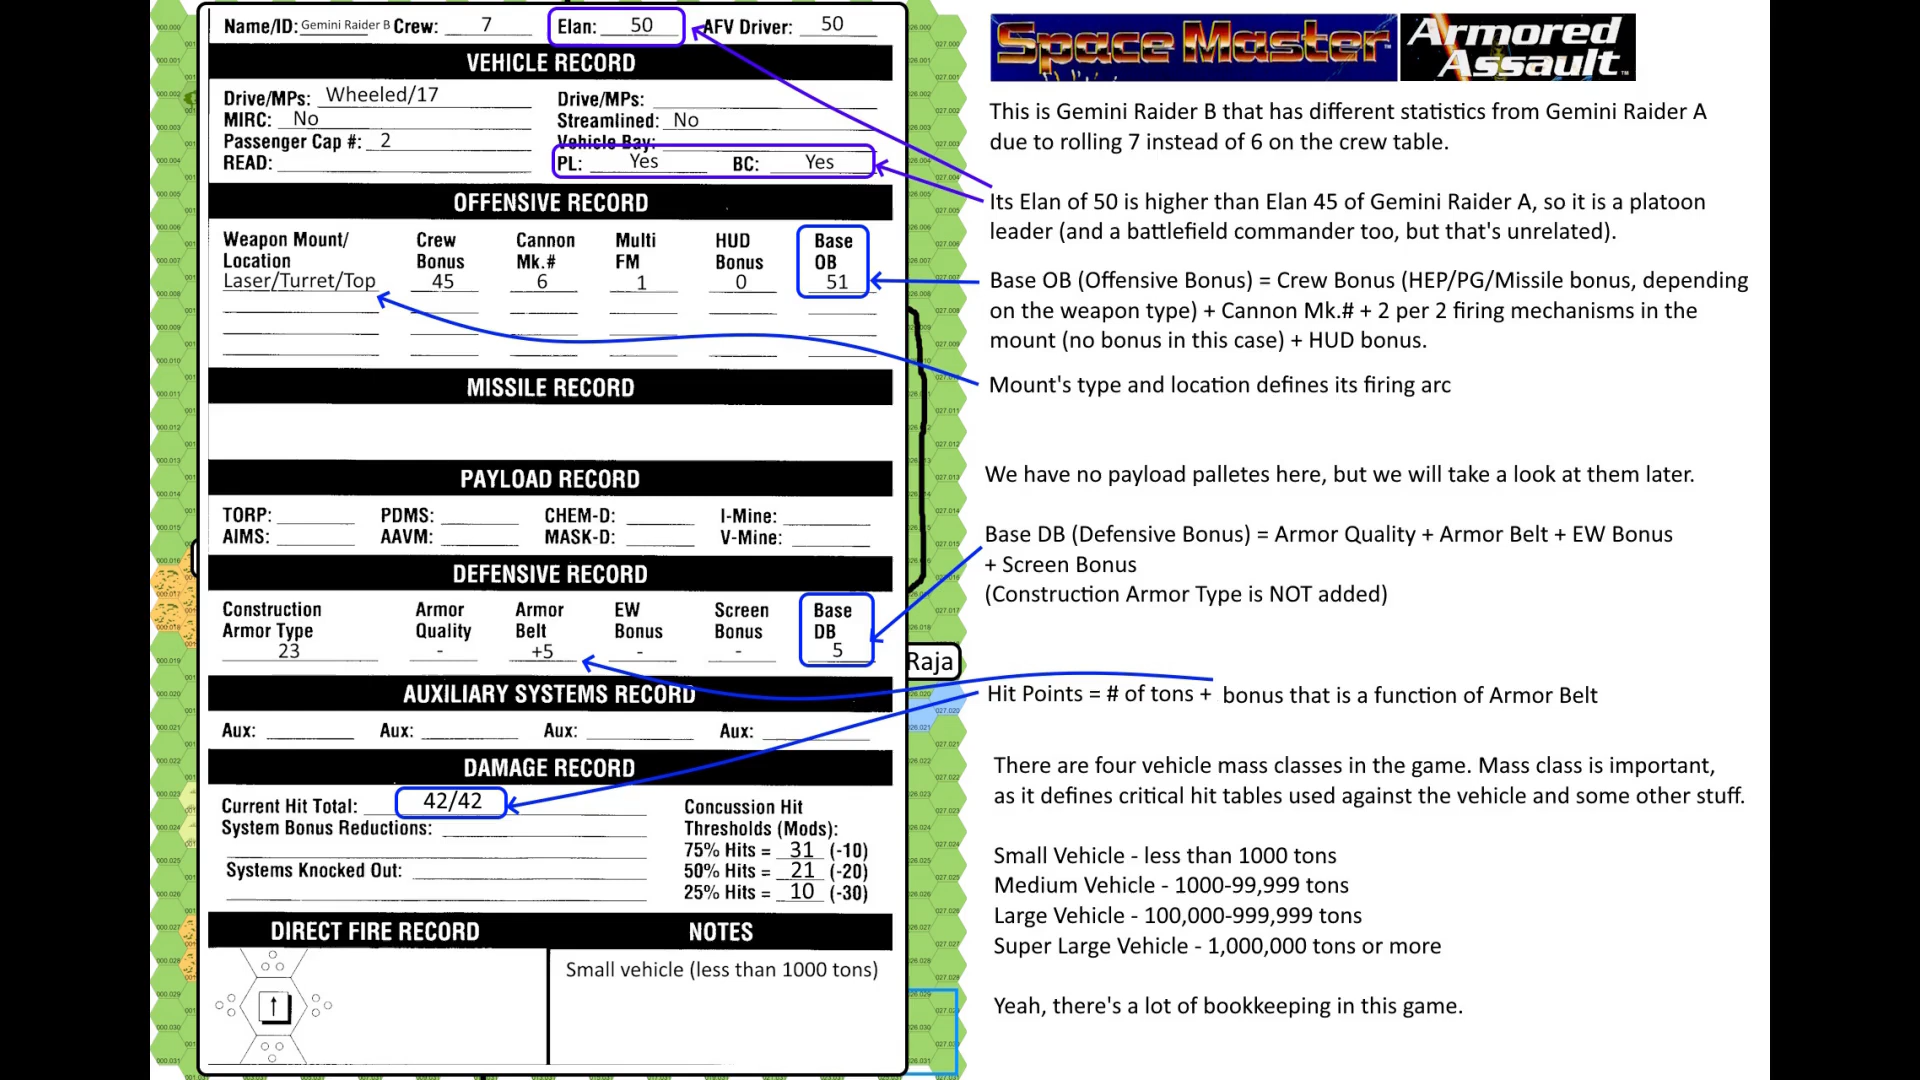 Name/ID: Gemini Raider B Crew: 7 Elan: 50 AFV Driver: 50
VEHICLE RECORD
Drive/MPs: Wheeled/17 Drive/MPs:
MIRC: No Streamlined: No
Passenger Cap #: 2 Vehicle Bay:
READ: PL: Yes BC: Yes
OFFENSIVE RECORD
Weapon Mount/ Crew Cannon Multi HUD Base
Location Bonus Mk.# FM Bonus OB
Laser/Turret/Top 45 6 1 0 51
MISSILE RECORD
PAYLOAD RECORD
TORP: PDMS: CHEM-D: I-Mine:
AIMS: AAVM: MASK-D: V-Mine:
DEFENSIVE RECORD
Construction Armor Armor EW Screen Base
Armor Type Quality Belt Bonus Bonus DB
23 - +5 - - 5
AUXILIARY SYSTEMS RECORD
Aux: Aux: Aux: Aux:
DAMAGE RECORD
Current Hit Total: 42/42 Concussion Hit
System Bonus Reductions: Thresholds (Mods):
75% Hits = 31 (-10)
Systems Knocked Out: 50% Hits = 21 (-20)
25% Hits = 10 (-30)
DIRECT FIRE RECORD NOTES
Small vehicle (less than 1000 tons)
Raja
Space Master™ Armored
Assault™
This is Gemini Raider B that has different statistics from Gemini Raider A
due to rolling 7 instead of 6 on the crew table.
Its Elan of 50 is higher than Elan 45 of Gemini Raider A, so it is a platoon
leader (and a battlefield commander too, but that's unrelated).
Base OB (Offensive Bonus) = Crew Bonus (HEP/PG/Missile bonus, depending
on the weapon type) + Cannon Mk.# + 2 per 2 firing mechanisms in the
mount (no bonus in this case) + HUD bonus.
Mount's type and location defines its firing arc
We have no payload palletes here, but we will take a look at them later.
Base DB (Defensive Bonus) = Armor Quality + Armor Belt + EW Bonus
+ Screen Bonus
(Construction Armor Type is NOT added)
Hit Points = # of tons + bonus that is a function of Armor Belt
There are four vehicle mass classes in the game. Mass class is important,
as it defines critical hit tables used against the vehicle and some other stuff.
Small Vehicle - less than 1000 tons
Medium Vehicle - 1000-99,999 tons
Large Vehicle - 100,000-999,999 tons
Super Large Vehicle - 1,000,000 tons or more
Yeah, there's a lot of bookkeeping in this game.